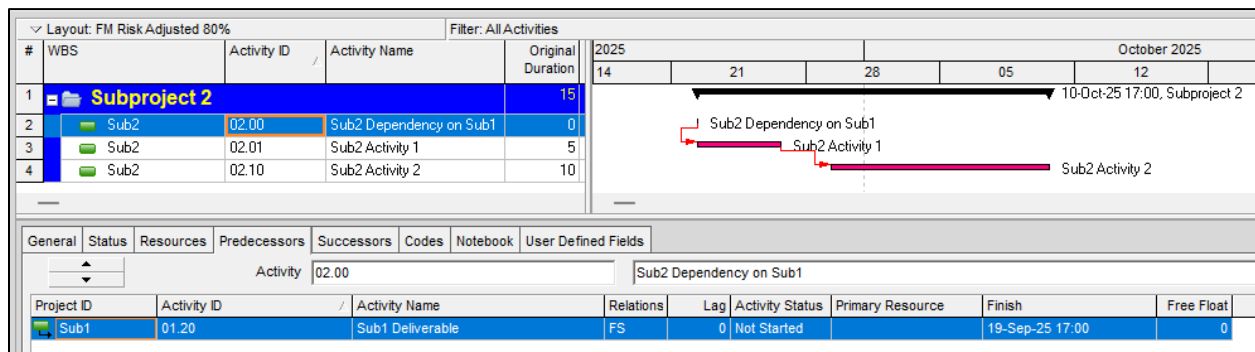 Layout: FM Risk Adjusted 80% Filter: All Activities
# WBS Activity ID Activity Name Original Duration 2025 October 2025
14 21 28 05 12
1 Subproject 2 15 10-Oct-25 17:00, Subproject 2
2 Sub2 02.00 Sub2 Dependency on Sub1 0 Sub2 Dependency on Sub1
3 Sub2 02.01 Sub2 Activity 1 5 Sub2 Activity 1
4 Sub2 02.10 Sub2 Activity 2 10 Sub2 Activity 2
General Status Resources Predecessors Successors Codes Notebook User Defined Fields
Activity 02.00 Sub2 Dependency on Sub1
Project ID Activity ID Activity Name Relations Lag Activity Status Primary Resource Finish Free Float
Sub1 01.20 Sub1 Deliverable FS 0 Not Started 19-Sep-25 17:00 0